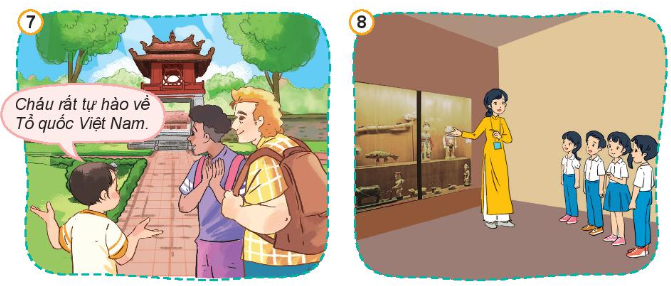 7
Cháu rất tự hào về
Tổ quốc Việt Nam.
8